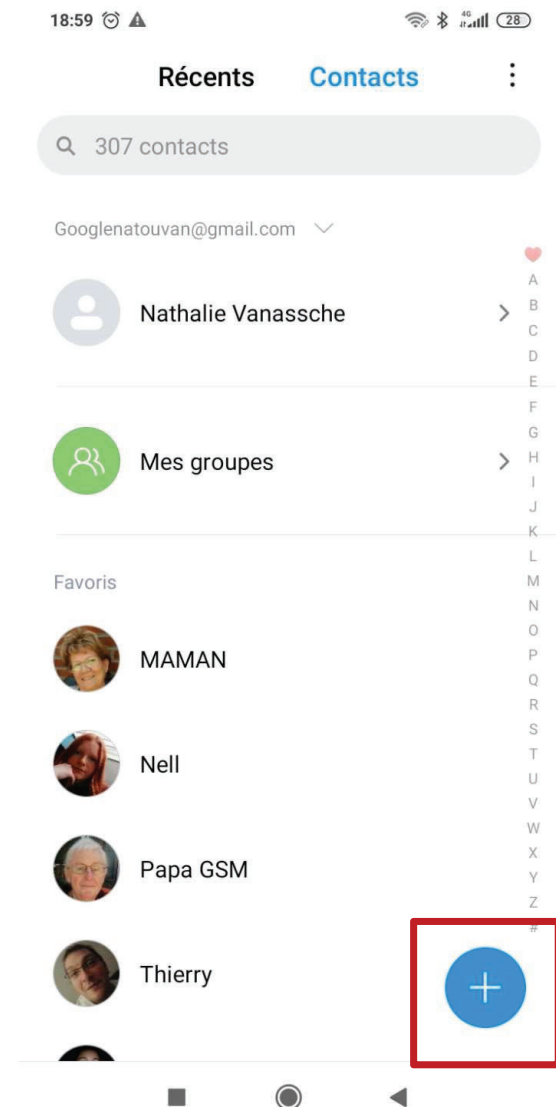 18:59 4G 28
Récents Contacts
307 contacts
Googlenatouvan@gmail.com
Nathalie Vanassche
Mes groupes
Favoris
MAMAN
Nell
Papa GSM
Thierry
A
B
C
D
E
F
G
H
I
J
K
L
M
N
O
P
Q
R
S
T
U
V
W
X
Y
Z
#